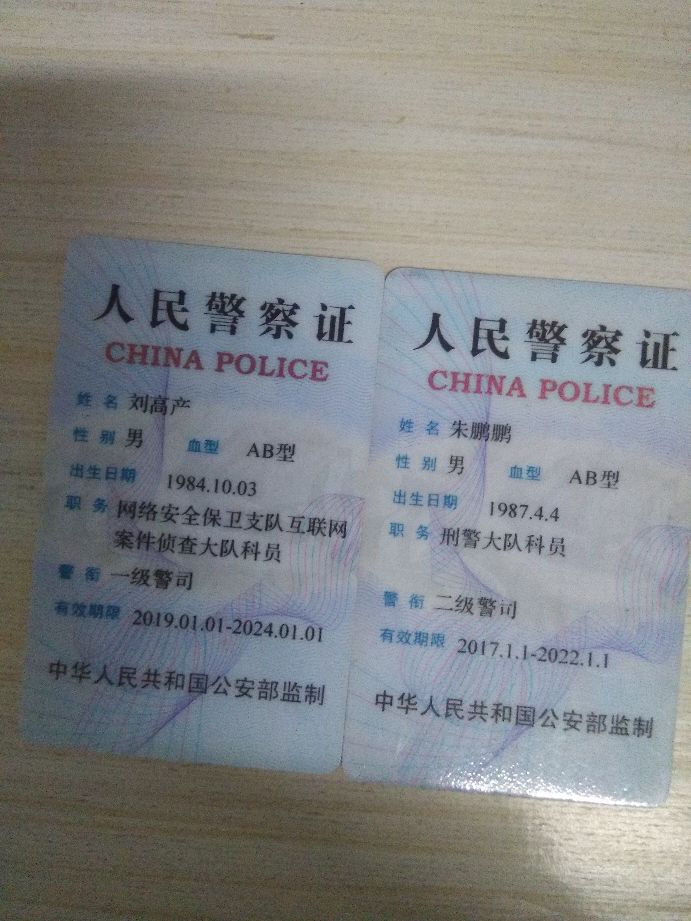 人民警察证
CHINA POLICE
姓名 刘高产
性别 男 血型 AB型
出生日期 1984.10.03
职务 网络安全保卫支队互联网
案件侦查大队科员
警衔 一级警司
有效期限 2019.01.01-2024.01.01
中华人民共和国公安部监制
人民警察证
CHINA POLICE
姓名 朱鹏鹏
性别 男 血型 AB型
出生日期 1987.4.4
职务 刑警大队科员
警衔 二级警司
有效期限 2017.1.1-2022.1.1
中华人民共和国公安部监制